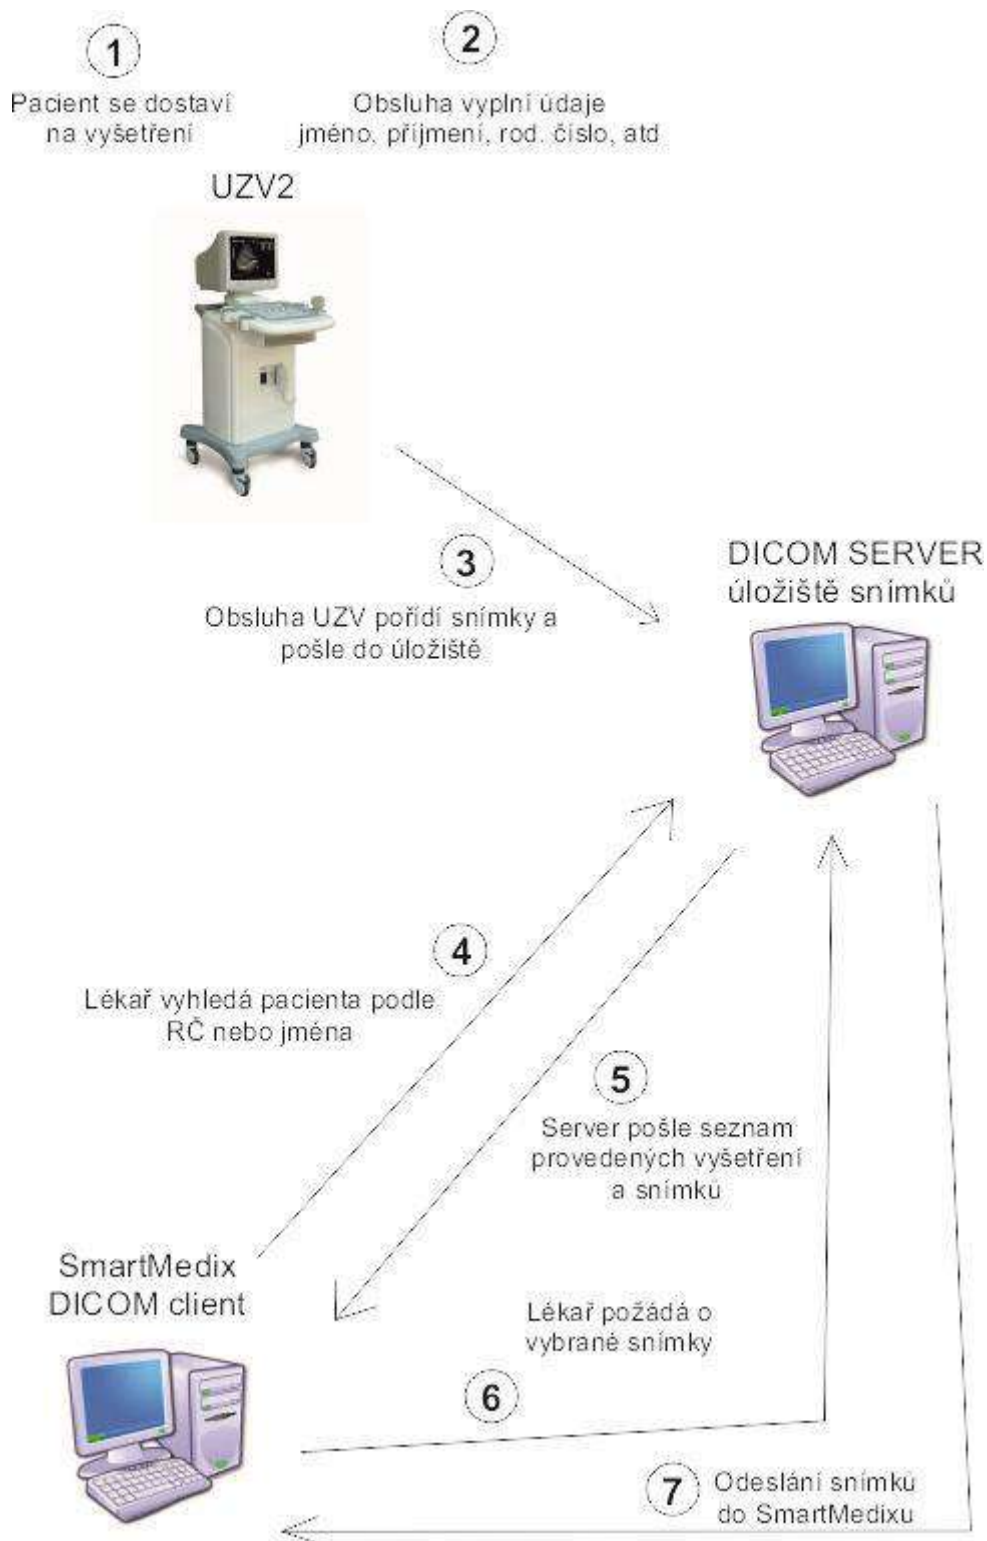 1
Pacient se dostaví
na vyšetření
2
Obsluha vyplní údaje
jméno, příjmení, rod. číslo, atd
UZV2
3
Obsluha UZV pořídí snímky a
pošle do úložiště
DICOM SERVER
úložiště snímků
4
Lékař vyhledá pacienta podle
RČ nebo jména
5
Server pošle seznam
provedených vyšetření
a snímků
SmartMedix
DICOM client
Lékař požádá o
vybrané snímky
6
7
Odeslání snímků
do SmartMedixu